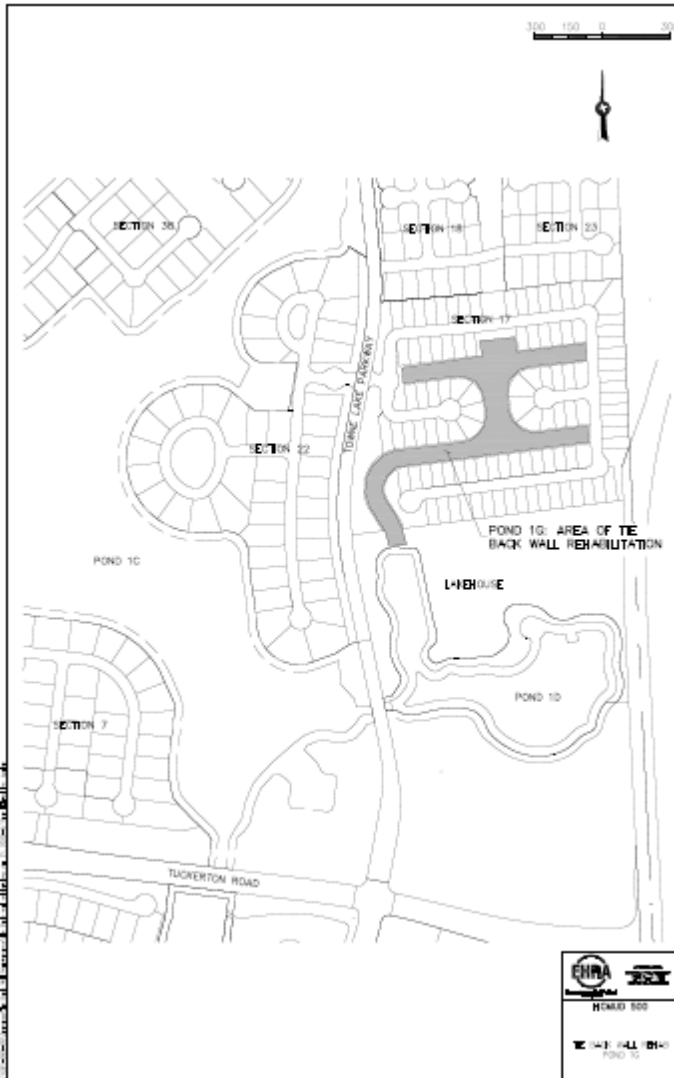 300 150 0 300
SECTION 38
SECTION 18
SECTION 23
SECTION 17
TOWNE LAKE PARKWAY
SECTION 22
POND 1G: AREA OF TIE
BACK WALL REHABILITATION
POND 1C
LAKEHOUSE
POND 1D
SECTION 7
TUCKERTON ROAD
EHRA
HCMUD 500
TIE BACK WALL REHAB
POND 1G